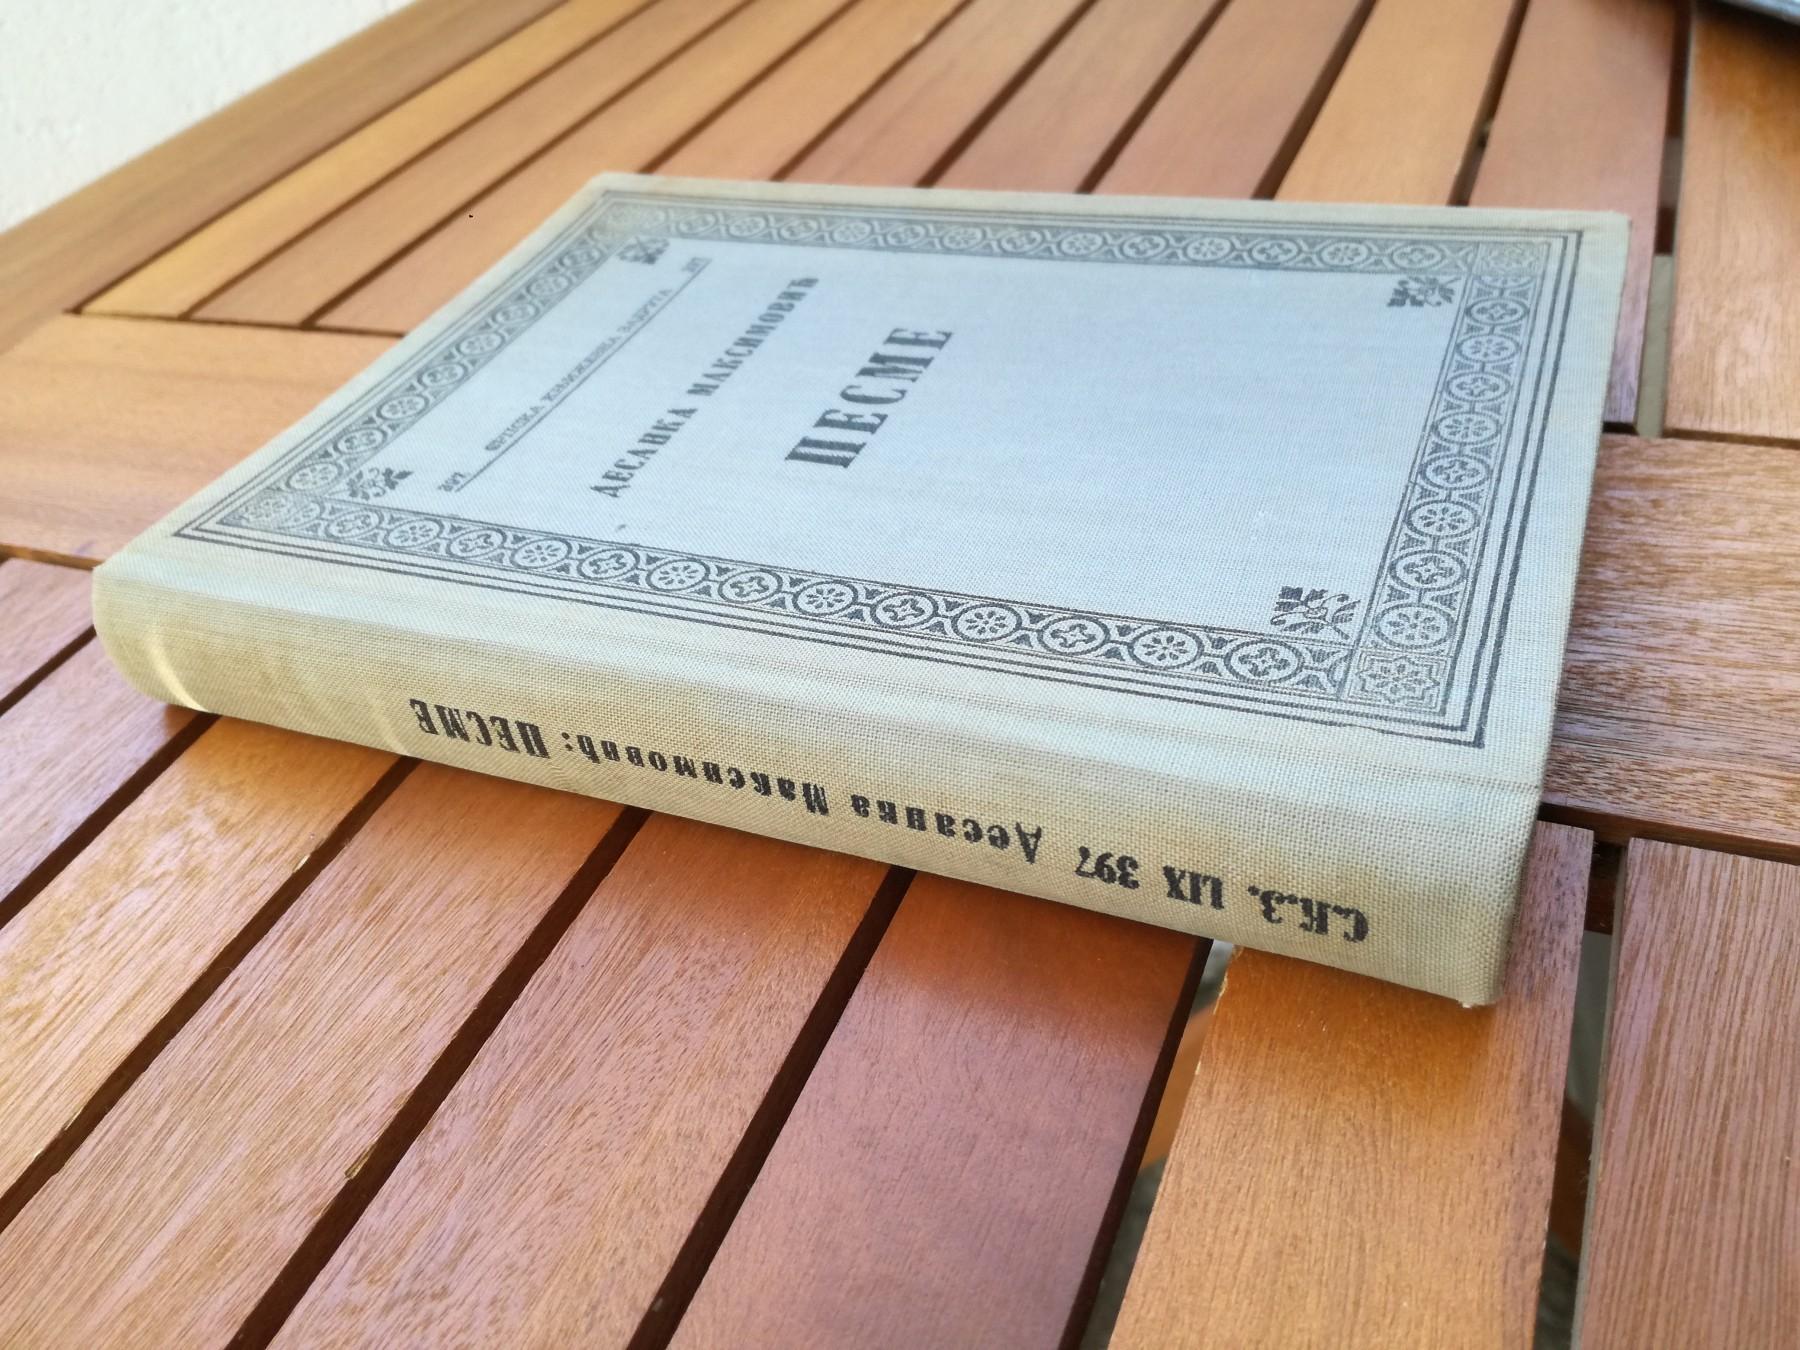 397 СРПСКА КЊИЖЕВНА ЗАДРУГА 397
ДЕСАНКА МАКСИМОВИЋ
ПЕСМЕ
С.К.З. LIX 397 Десанка Максимовић: ПЕСМЕ